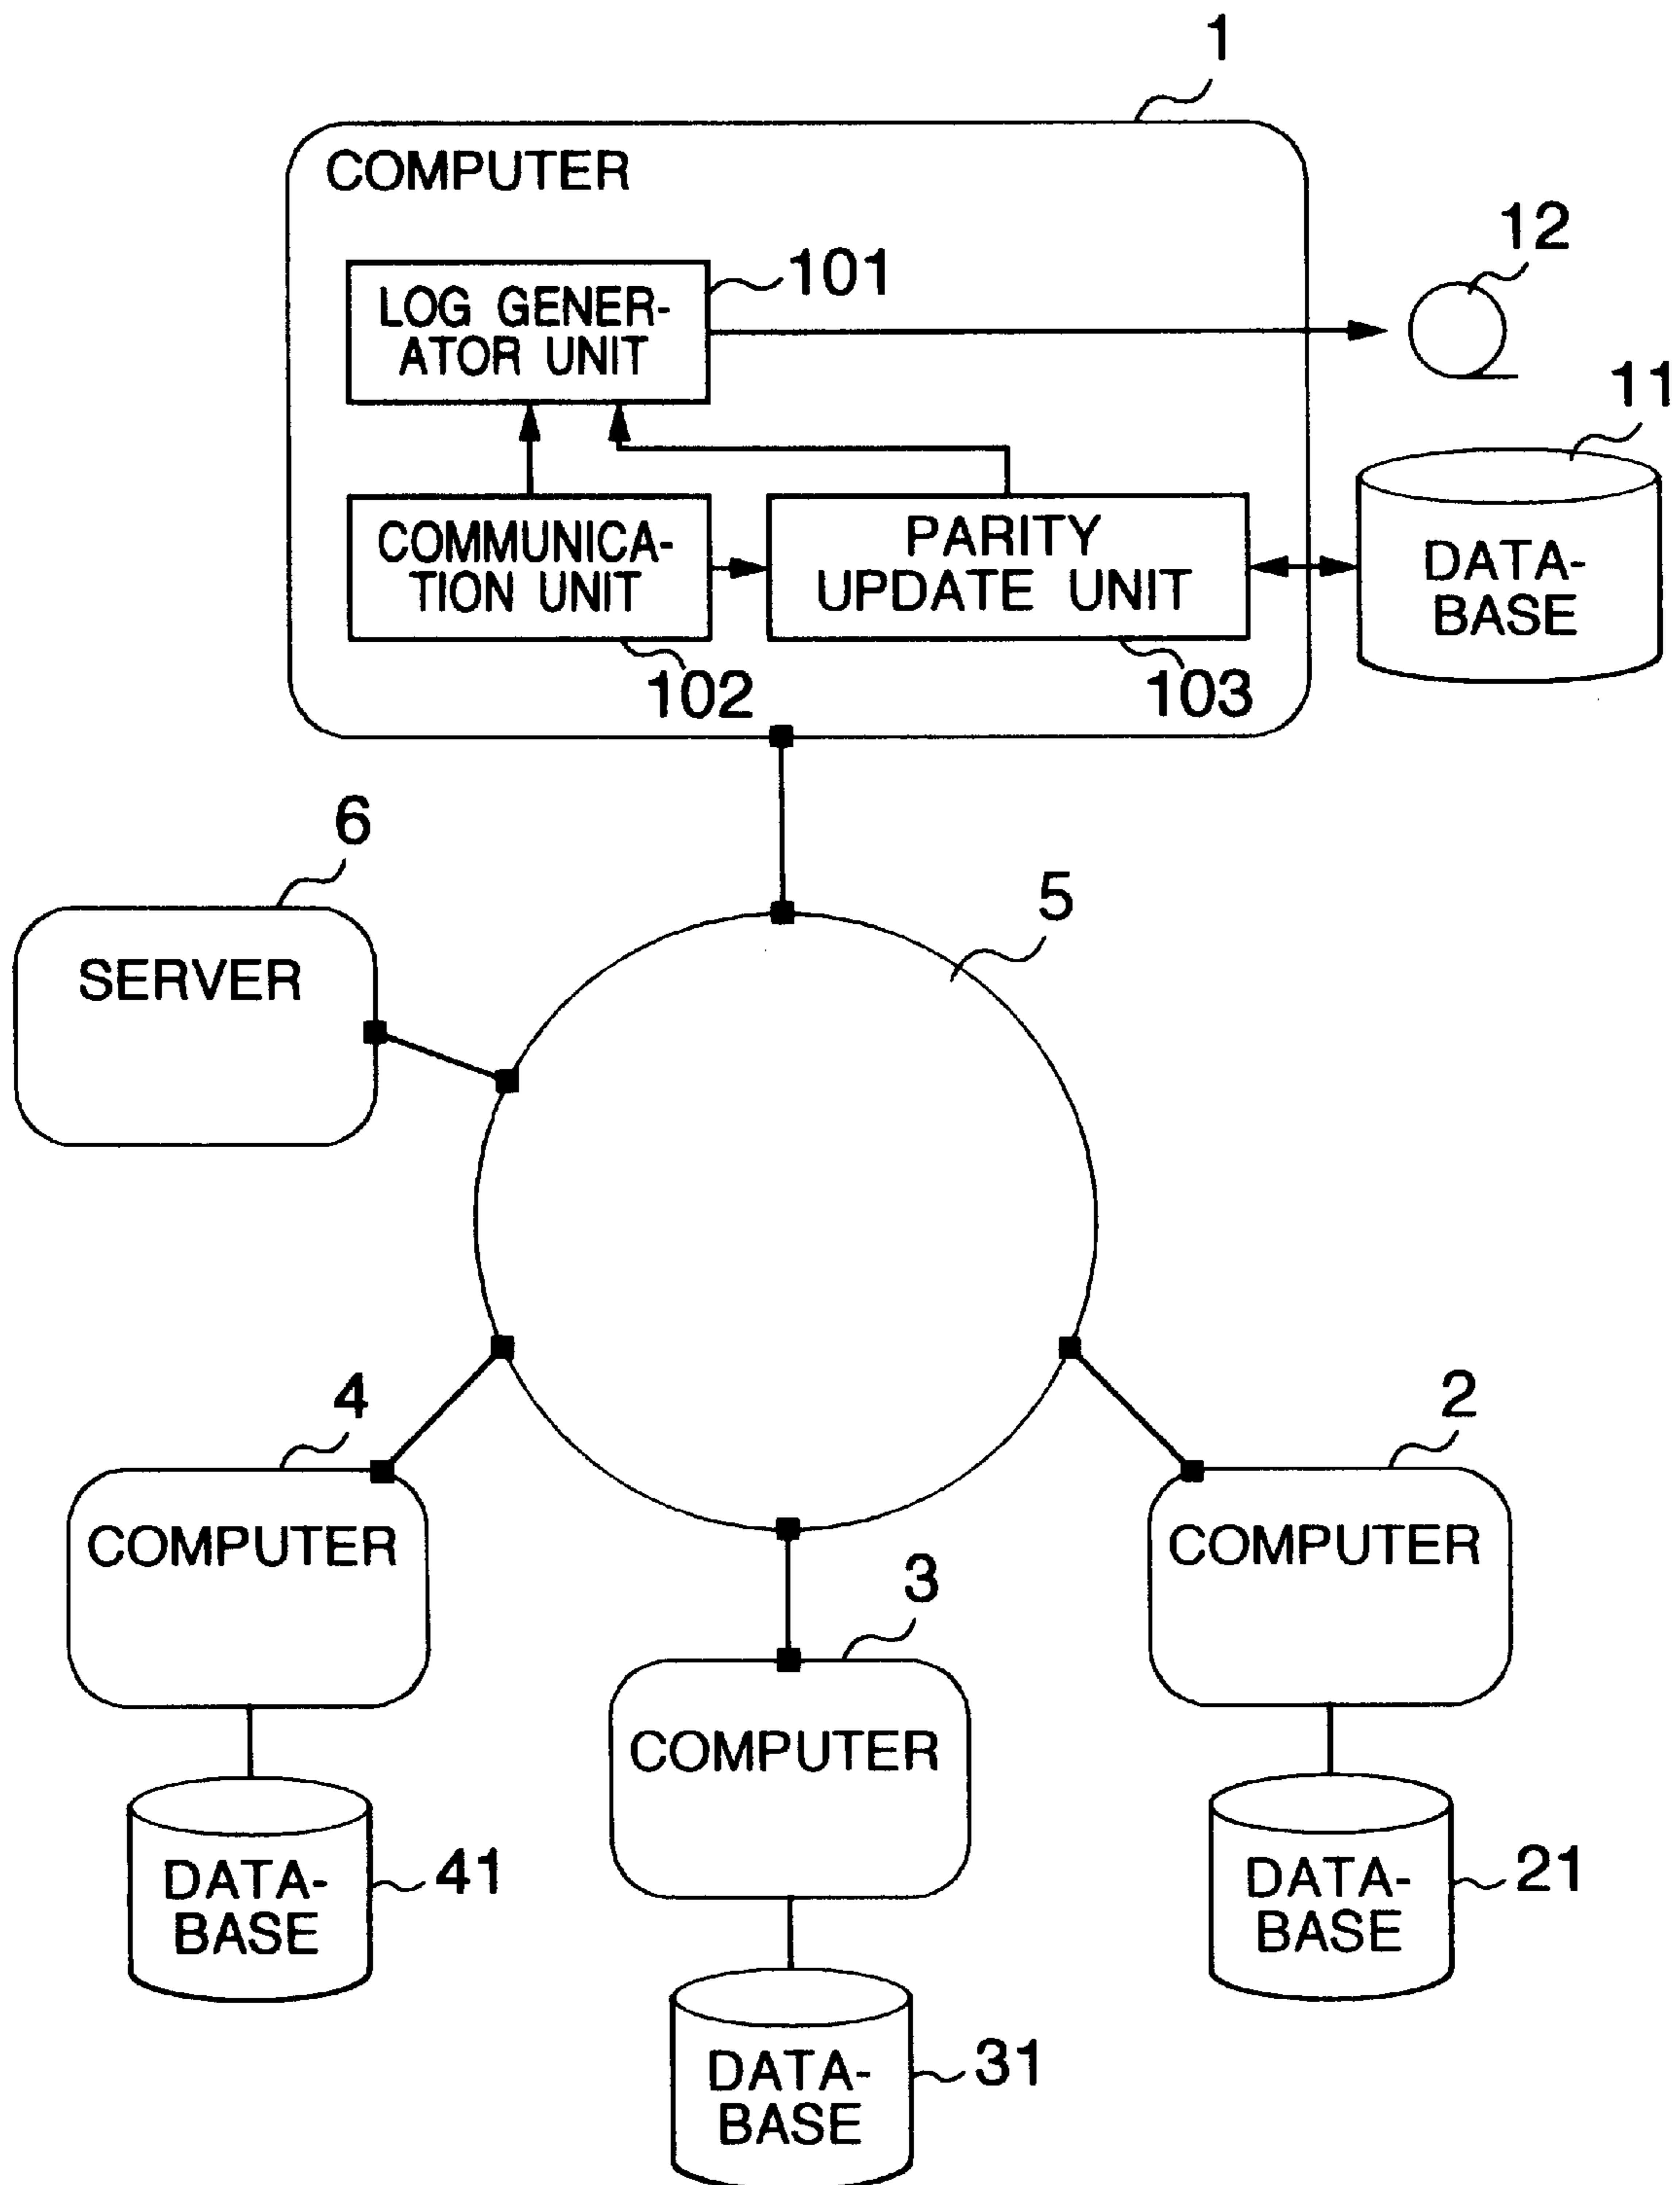 1
COMPUTER
12
101
LOG GENER-
ATOR UNIT
11
COMMUNICA-
TION UNIT
PARITY
UPDATE UNIT
DATA-
BASE
102
103
6
5
SERVER
4
2
COMPUTER
COMPUTER
3
COMPUTER
DATA-
BASE
41
DATA-
BASE
21
DATA-
BASE
31